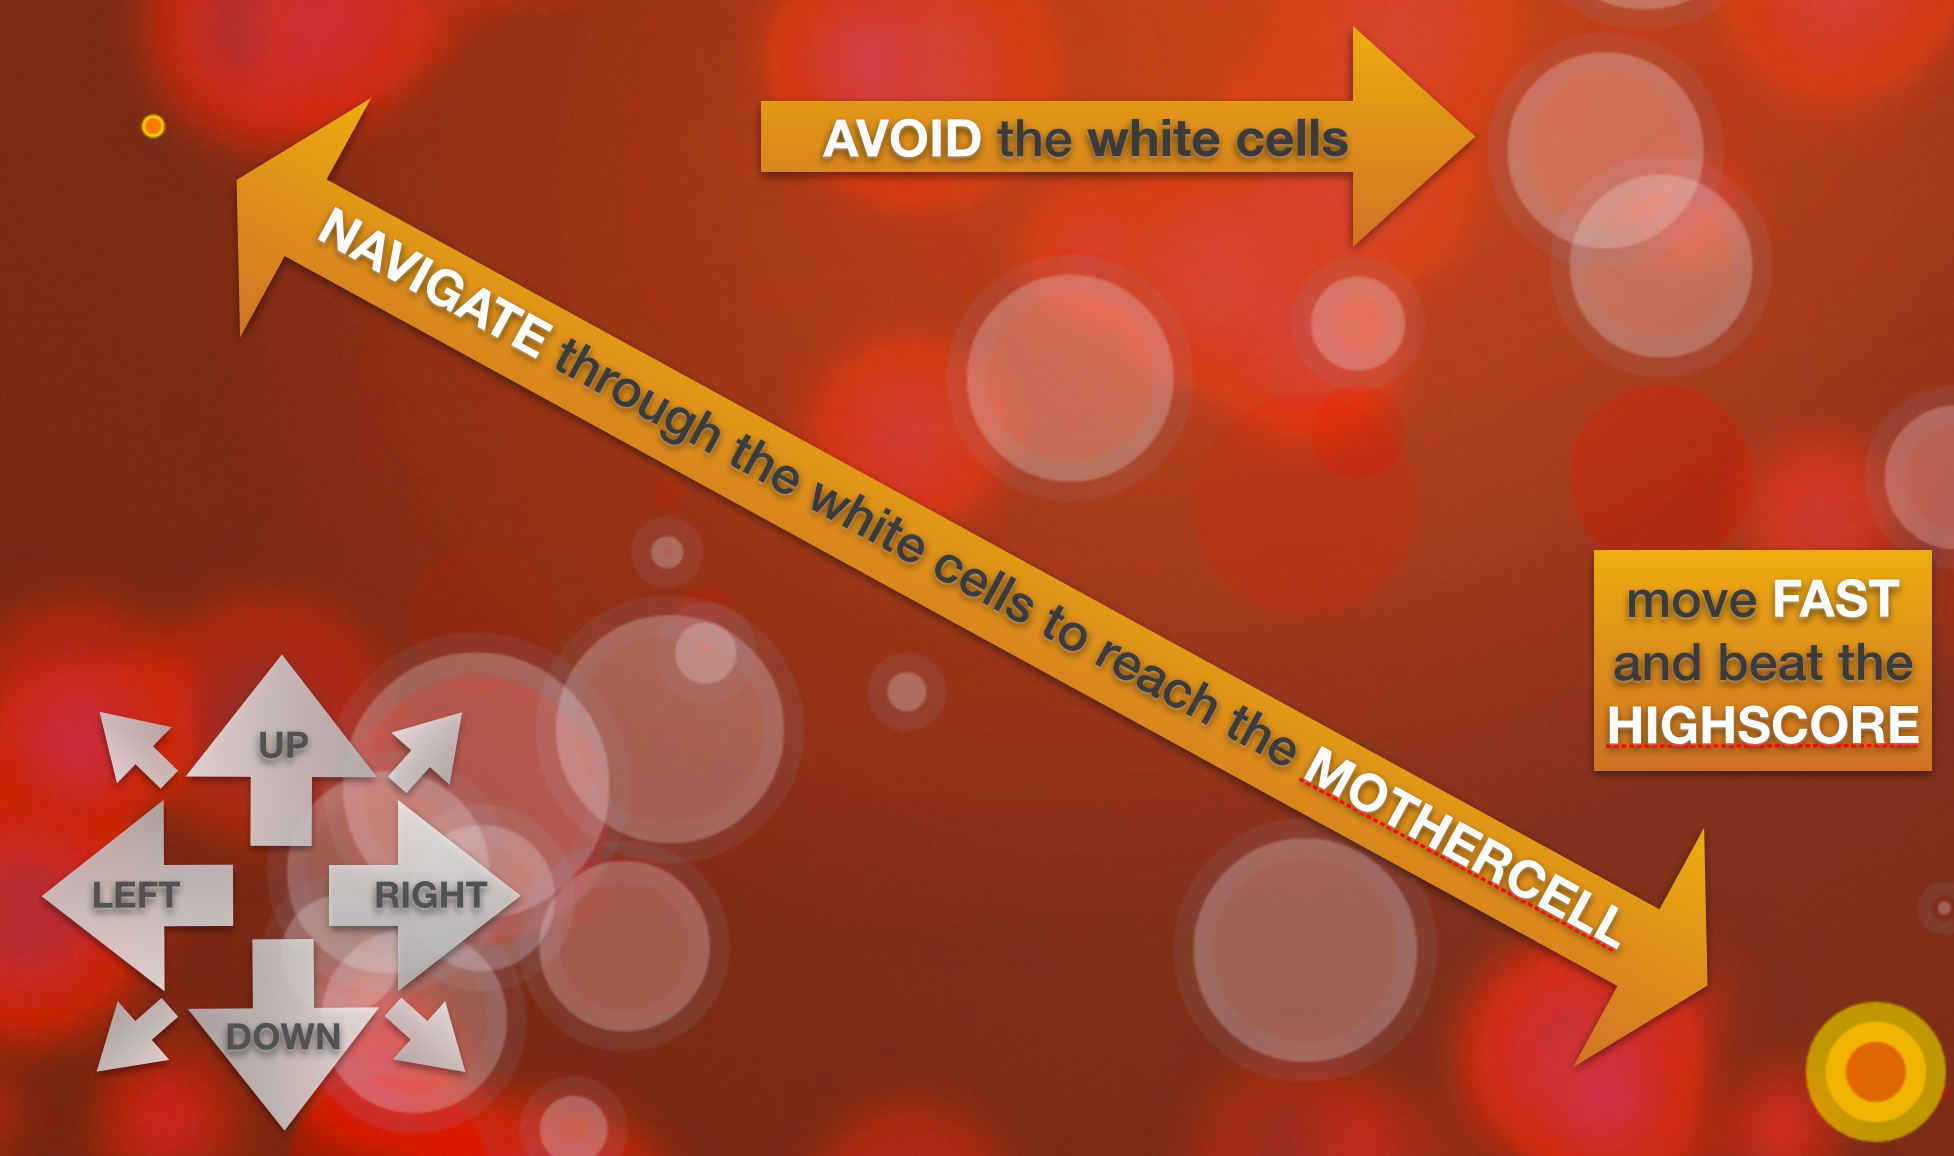 AVOID the white cells
NAVIGATE through the white cells to reach the MOTHERCELL
move FAST
and beat the
HIGHSCORE
UP
LEFT
RIGHT
DOWN